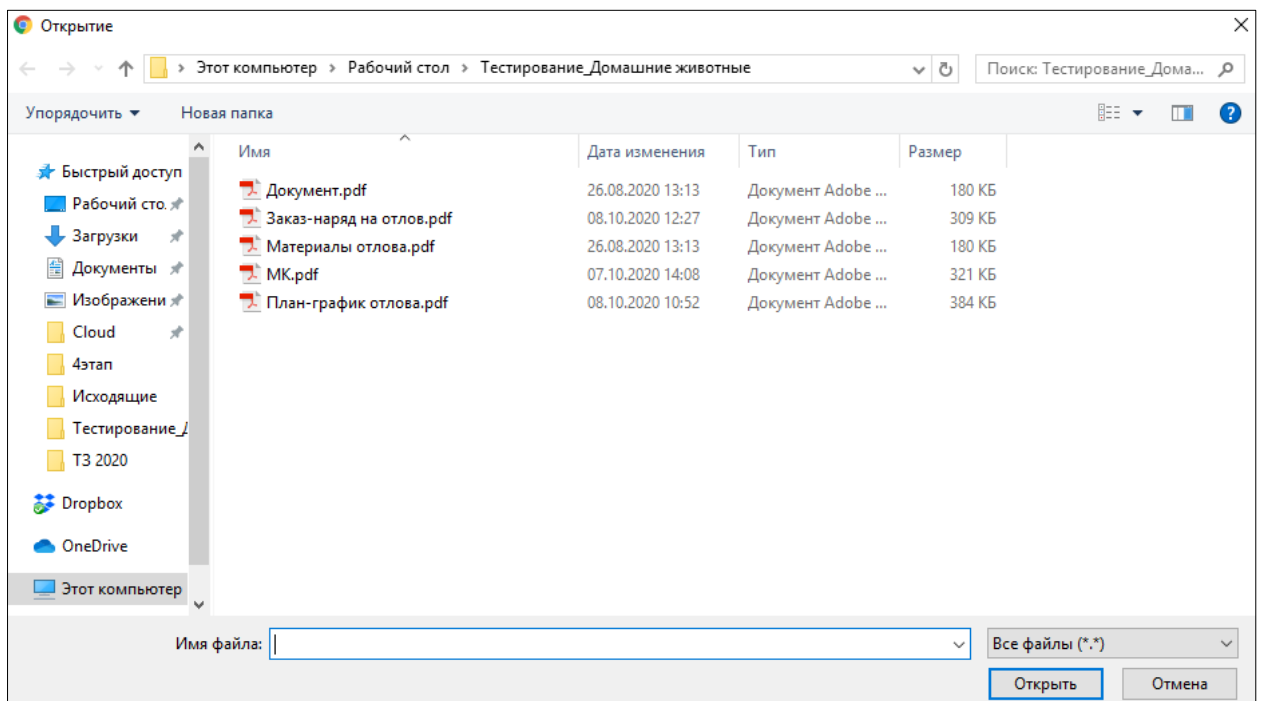 Открытие
Этот компьютер > Рабочий стол > Тестирование_Домашние животные
Поиск: Тестирование_Дома...
Упорядочить Новая папка
Имя Дата изменения Тип Размер
Быстрый доступ
Рабочий сто.
Загрузки
Документы
Изображени
Cloud
4этап
Исходящие
Тестирование_Д
ТЗ 2020
Dropbox
OneDrive
Этот компьютер
Документ.pdf 26.08.2020 13:13 Документ Adobe ... 180 КБ
Заказ-наряд на отлов.pdf 08.10.2020 12:27 Документ Adobe ... 309 КБ
Материалы отлова.pdf 26.08.2020 13:13 Документ Adobe ... 180 КБ
МК.pdf 07.10.2020 14:08 Документ Adobe ... 321 КБ
План-график отлова.pdf 08.10.2020 10:52 Документ Adobe ... 384 КБ
Имя файла:
Все файлы (*.*)
Открыть Отмена